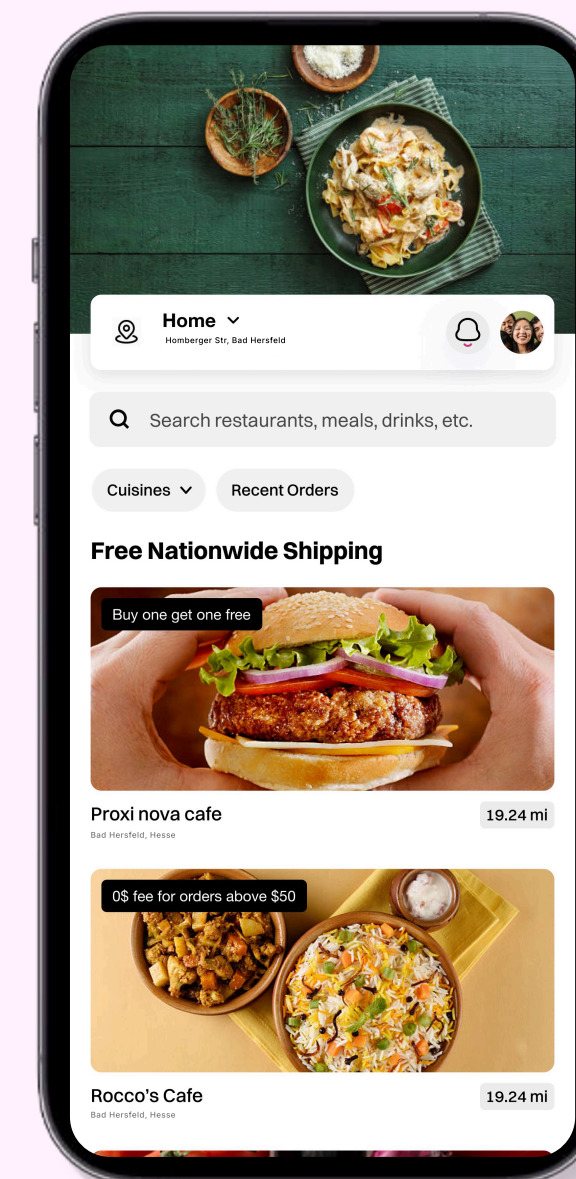 Home
Homberger Str, Bad Hersfeld
Search restaurants, meals, drinks, etc.
Cuisines
Recent Orders
Free Nationwide Shipping
Buy one get one free
Proxi nova cafe
19.24 mi
Bad Hersfeld, Hesse
0$ fee for orders above $50
Rocco's Cafe
19.24 mi
Bad Hersfeld, Hesse